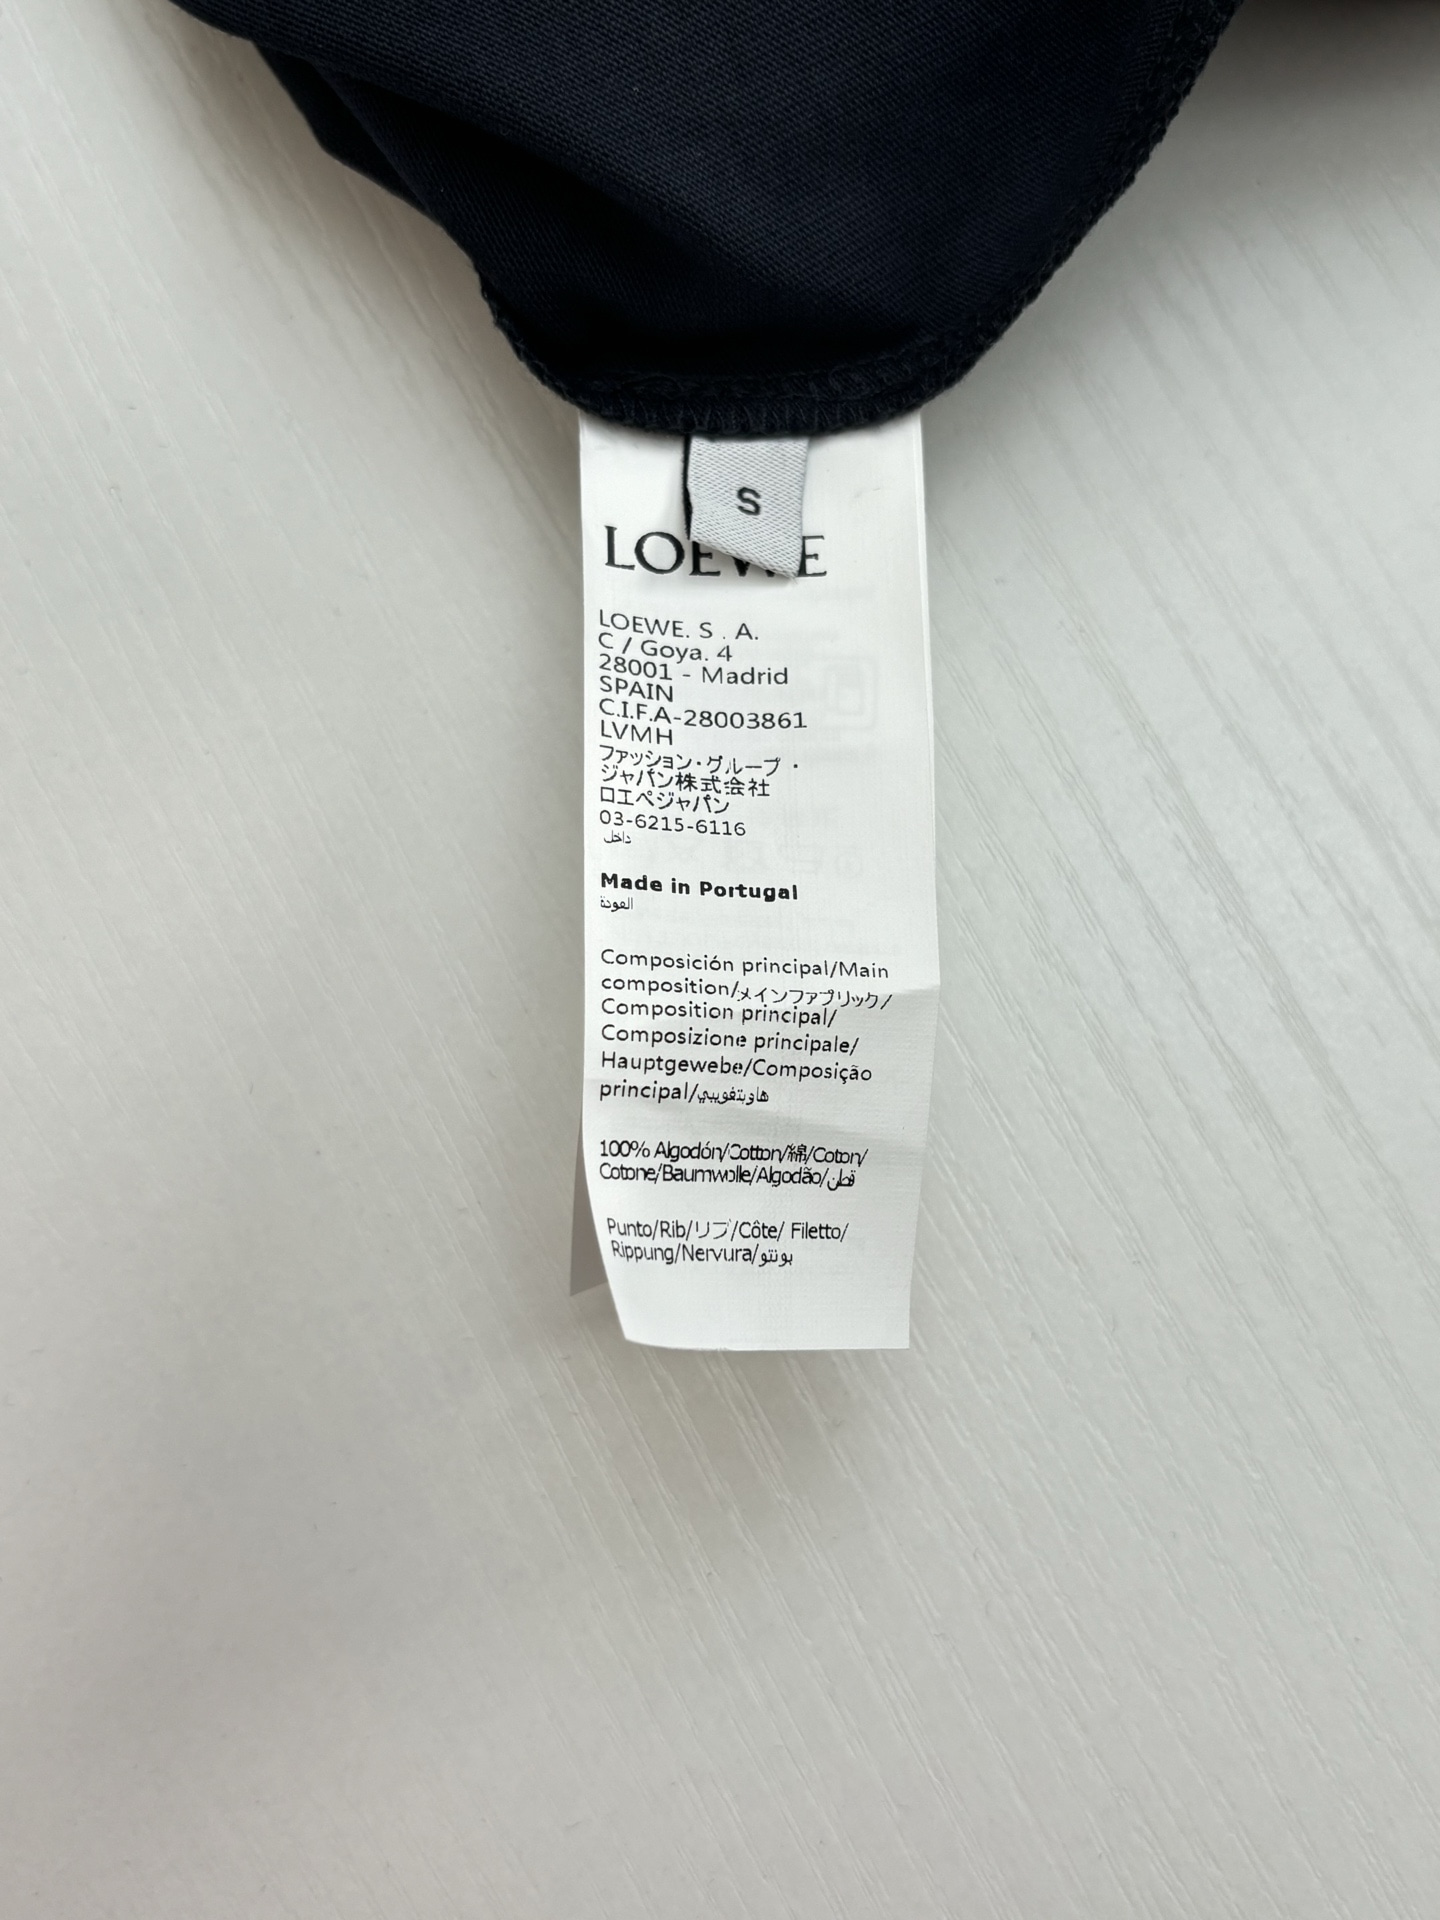 S
LOEWE
LOEWE. S . A.
C / Goya. 4
28001 - Madrid
SPAIN
C.I.F.A-28003861
LVMH
ファッション・グループ・
ジャパン株式会社
ロエベジャパン
03-6215-6116
داخل
Made in Portugal
العودة
Composición principal/Main
composition/メインファブリック/
Composition principal/
Composizione principale/
Hauptgewebe/Composição
principal/هاوبتغويبي
100% Algodón/Cotton/綿/Coton/
Cotone/Baumwolle/Algodão/قطن
Punto/Rib/リブ/Côte/ Filetto/
Rippung/Nervura/بونتو